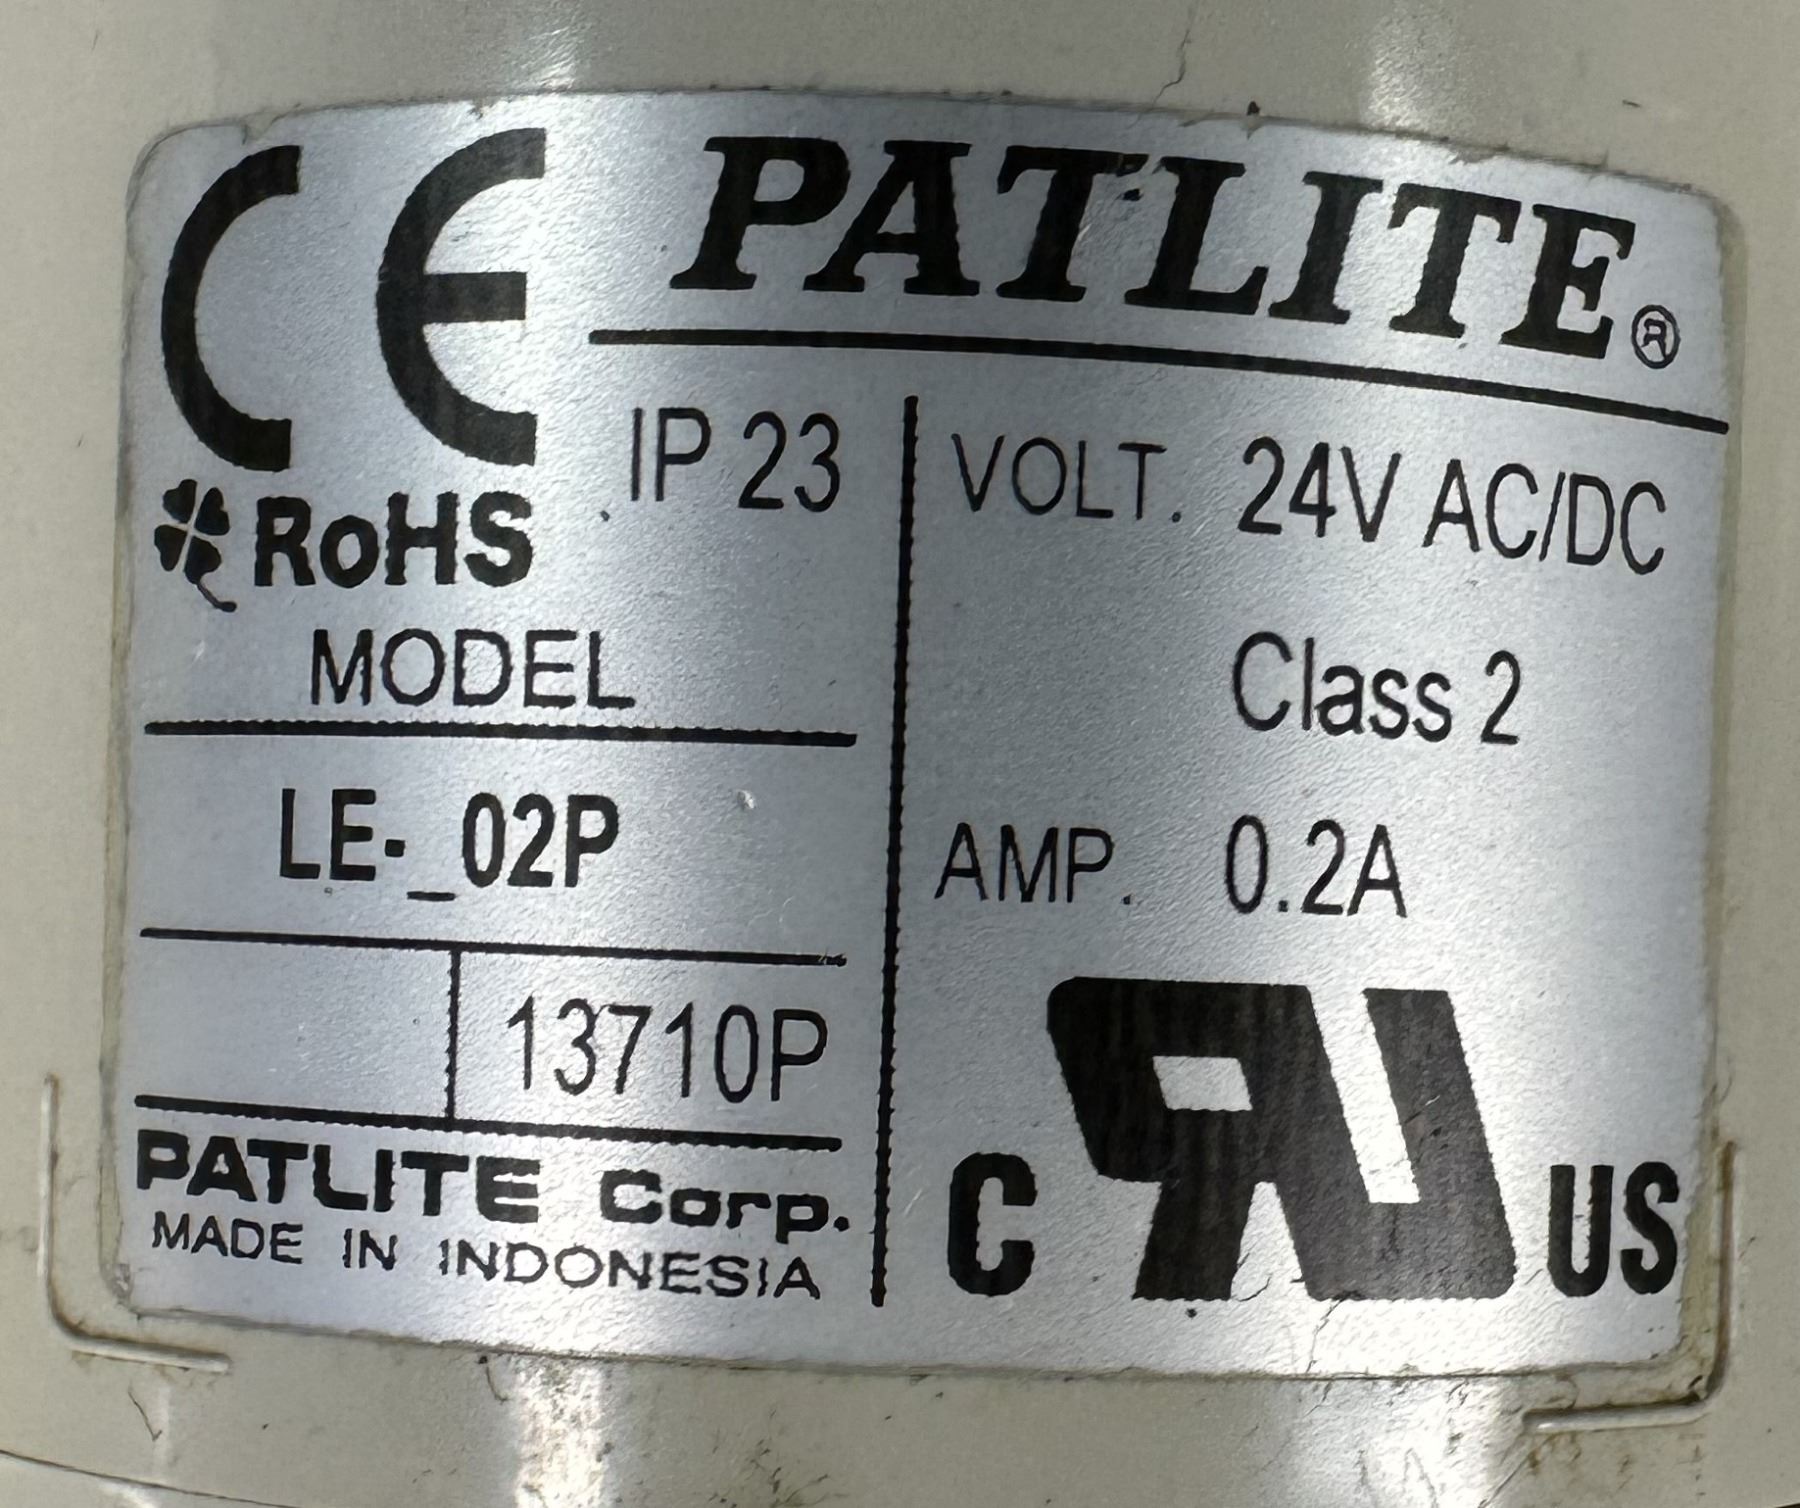 CE PATLITE®
IP 23
RoHS
MODEL
LE-_02P
13710P
PATLITE Corp.
MADE IN INDONESIA
VOLT. 24V AC/DC
Class 2
AMP. 0.2A
C RU US